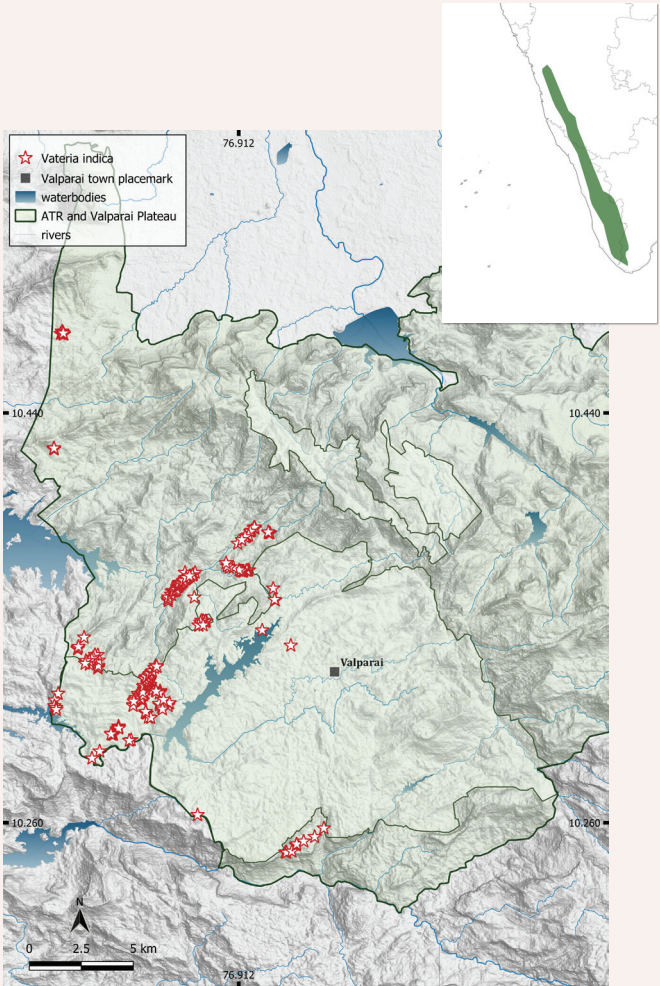 76.912
Vateria indica
Valparai town placemark
waterbodies
ATR and Valparai Plateau
rivers
10.440
10.440
Valparai
10.260
10.260
N
0 2.5 5 km
76.912